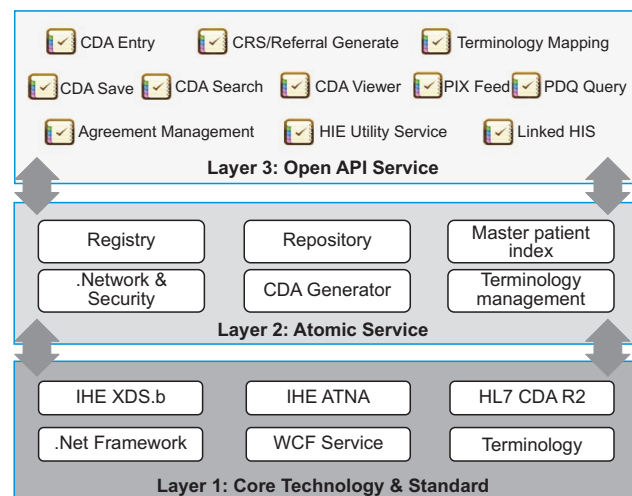 CDA Entry CRS/Referral Generate Terminology Mapping
CDA Save CDA Search CDA Viewer PIX Feed PDQ Query
Agreement Management HIE Utility Service Linked HIS
Layer 3: Open API Service
Registry Repository Master patient
index
.Network &
Security CDA Generator Terminology
management
Layer 2: Atomic Service
IHE XDS.b IHE ATNA HL7 CDA R2
.Net Framework WCF Service Terminology
Layer 1: Core Technology & Standard